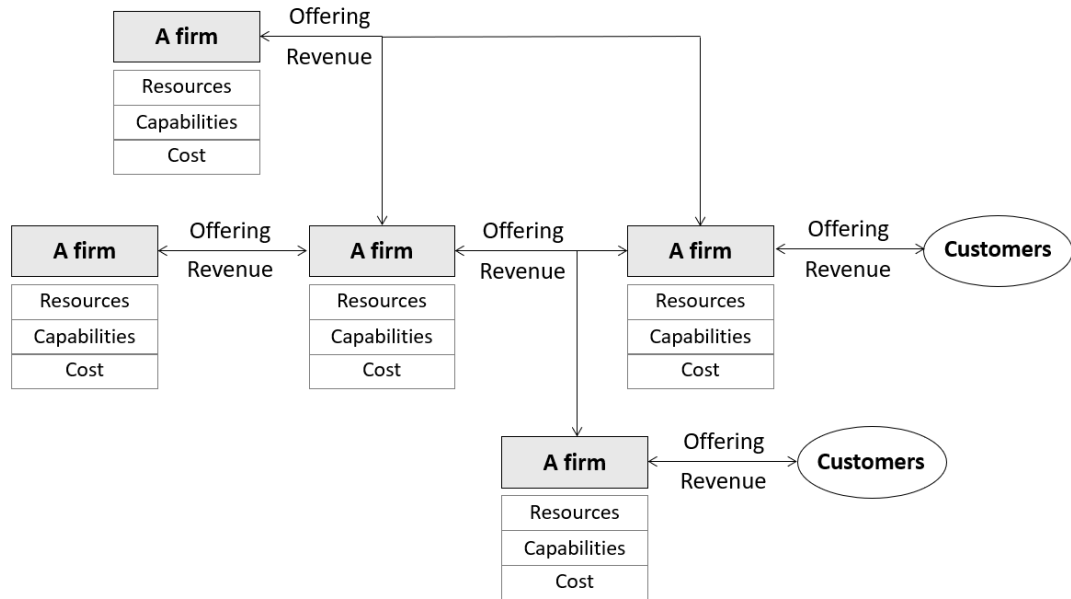 Offering
A firm
Revenue
Resources
Capabilities
Cost
A firm
Offering
Revenue
A firm
Offering
Revenue
A firm
Offering
Revenue
Customers
Resources
Capabilities
Cost
Resources
Capabilities
Cost
Resources
Capabilities
Cost
A firm
Offering
Revenue
Customers
Resources
Capabilities
Cost